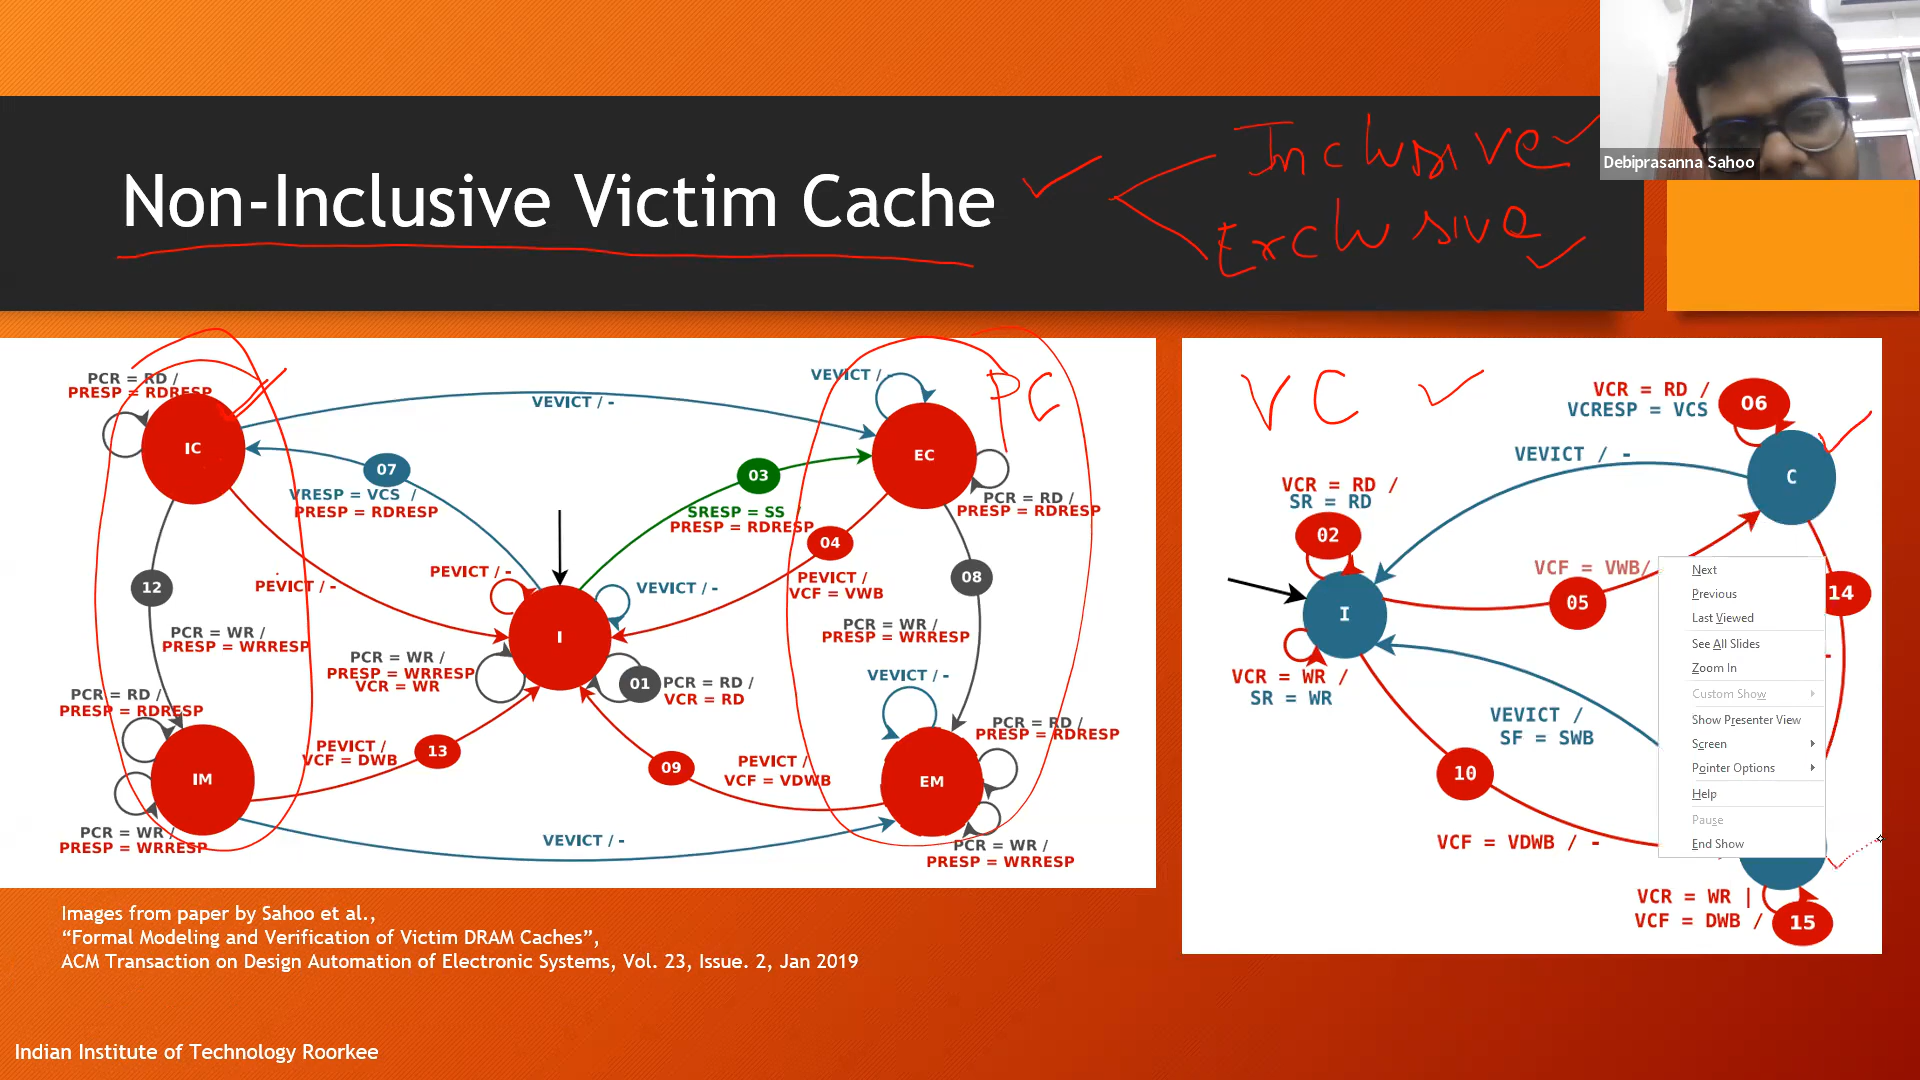 Non-Inclusive Victim Cache
Inclusive
Exclusive
Debiprasanna Sahoo
PC
PCR = RD /
PRESP = RDRESP
IC
VEVICT / -
07
VRESP = VCS /
PRESP = RDRESP
03
SRESP = SS
PRESP = RDRESP
VEVICT / -
EC
PCR = RD /
PRESP = RDRESP
04
PEVICT /
VCF = VWB
08
12
PEVICT / -
PEVICT / -
VEVICT / -
I
PCR = WR /
PRESP = WRRESP
PCR = WR /
PRESP = WRRESP
VCR = WR
01
PCR = RD /
VCR = RD
PCR = WR /
PRESP = WRRESP
VEVICT / -
PCR = RD /
PRESP = RDRESP
IM
PCR = WR /
PRESP = WRRESP
PEVICT /
VCF = DWB
13
09
PEVICT /
VCF = VDWB
EM
PCR = RD /
PRESP = RDRESP
PCR = WR /
PRESP = WRRESP
VEVICT / -
VC
VCR = RD /
VCRESP = VCS
06
C
VEVICT / -
VCR = RD /
SR = RD
02
VCF = VWB/
05
14
I
VCR = WR /
SR = WR
VEVICT /
SF = SWB
10
VCF = VDWB / -
VCR = WR |
VCF = DWB /
15
Next
Previous
Last Viewed
See All Slides
Zoom In
Custom Show
Show Presenter View
Screen
Pointer Options
Help
Pause
End Show
Images from paper by Sahoo et al.,
“Formal Modeling and Verification of Victim DRAM Caches”,
ACM Transaction on Design Automation of Electronic Systems, Vol. 23, Issue. 2, Jan 2019
Indian Institute of Technology Roorkee